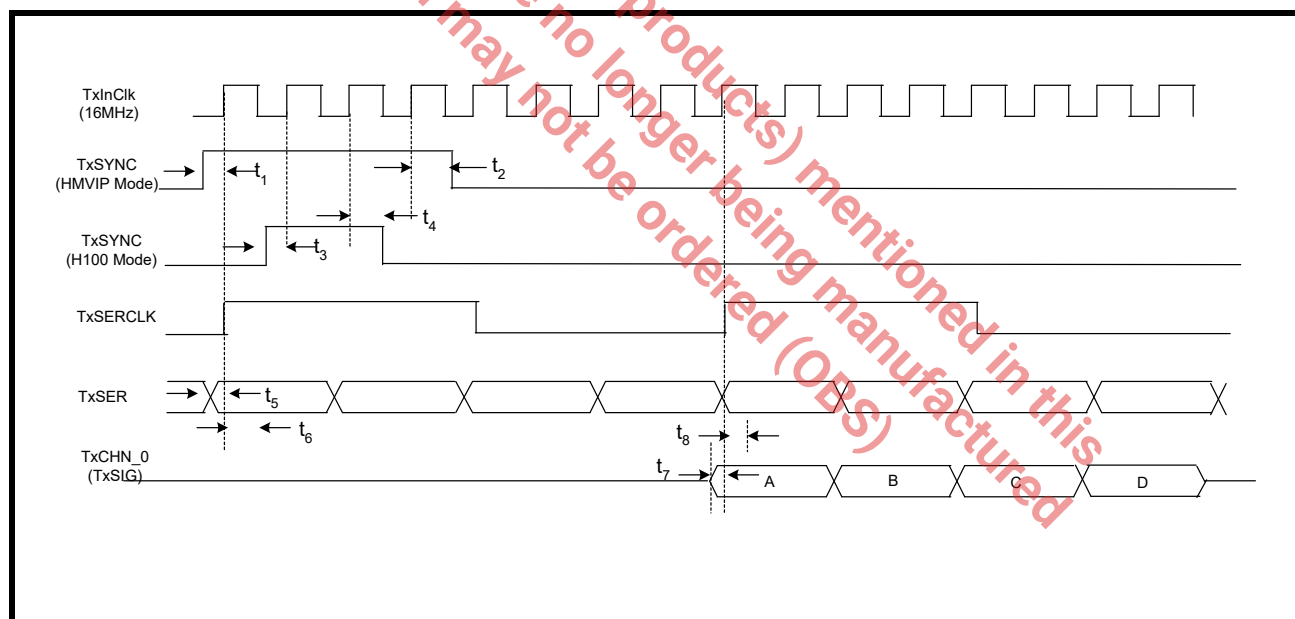 products) mentioned in this
e no longer being manufactured
may not be ordered (OBS)
TxInClk
(16MHz)
TxSYNC
(HMVIP Mode)
t1
t2
TxSYNC
(H100 Mode)
t3
t4
TxSERCLK
TxSER
t5
t6
t8
TxCHN_0
(TxSIG)
t7
A
B
C
D